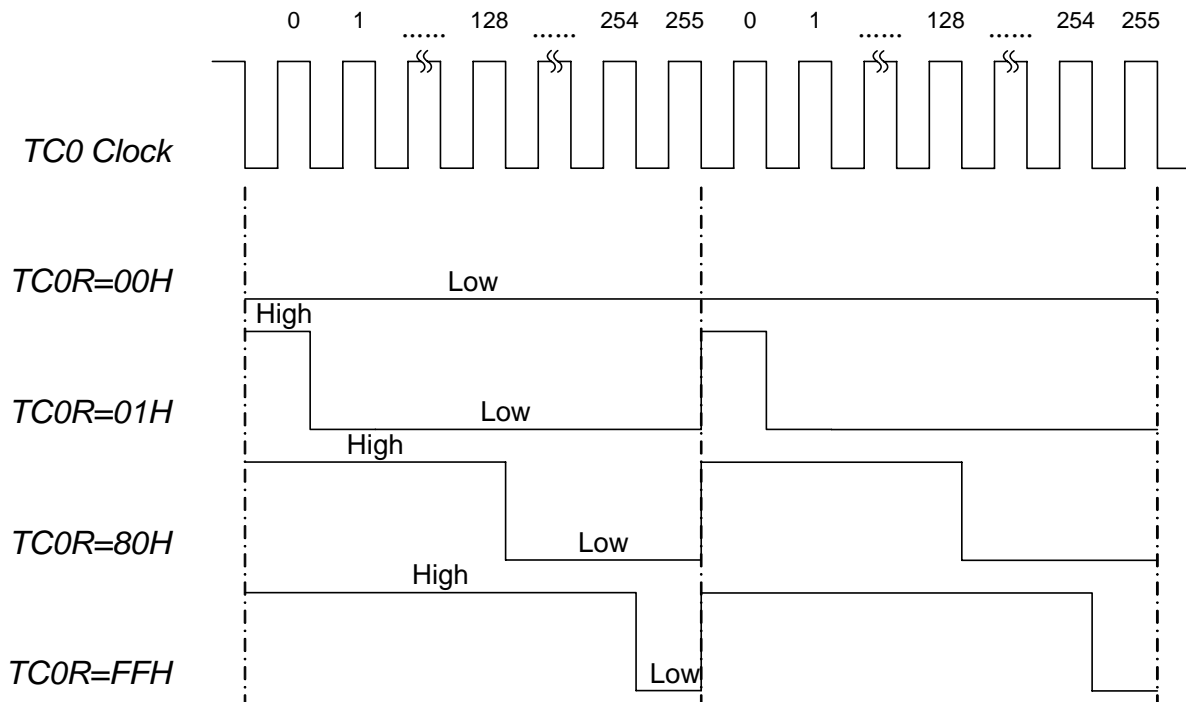 0 1 ...... 128 ...... 254 255 0 1 ...... 128 ...... 254 255
TC0 Clock
TC0R=00H
Low
High
TC0R=01H
Low
High
TC0R=80H
Low
High
TC0R=FFH
Low